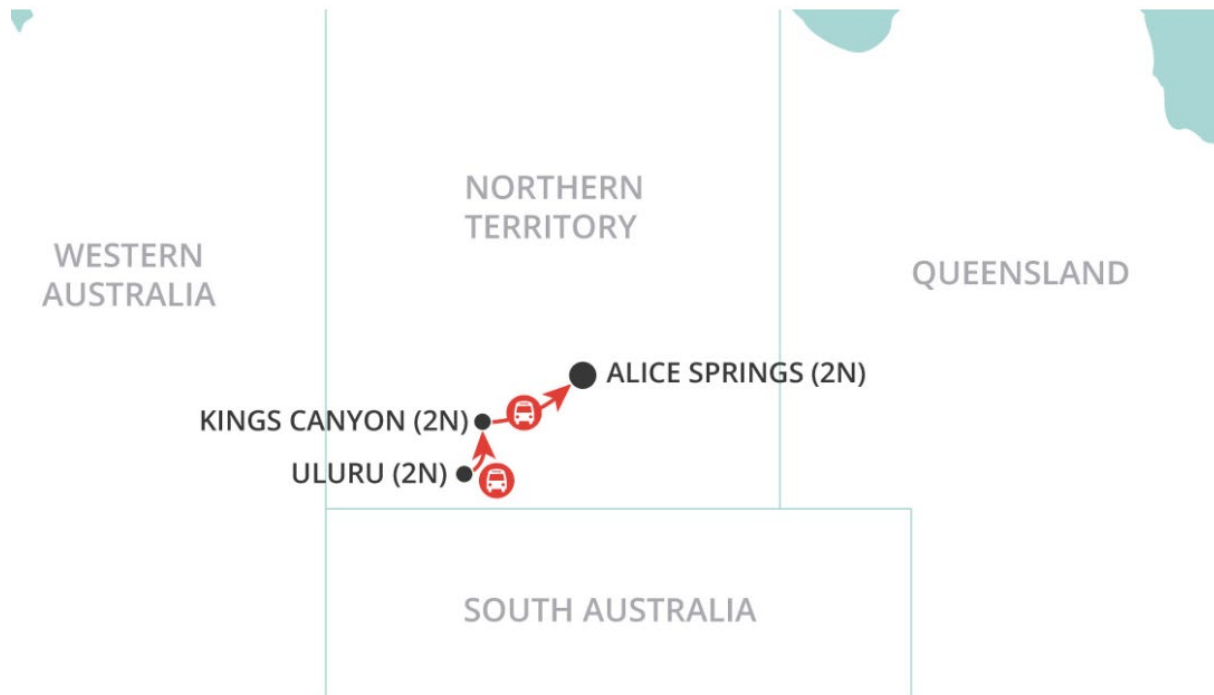 NORTHERN
TERRITORY
WESTERN
AUSTRALIA
QUEENSLAND
ALICE SPRINGS (2N)
KINGS CANYON (2N)
ULURU (2N)
SOUTH AUSTRALIA